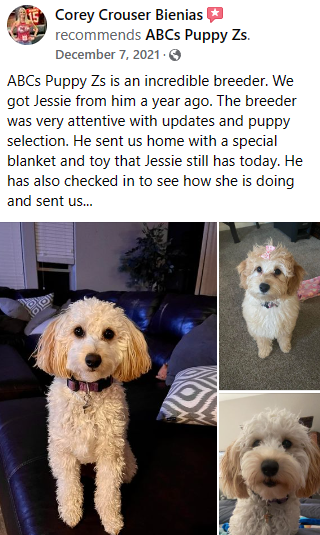 Corey Crouser Bienias
recommends ABCs Puppy Zs.
December 7, 2021 ·
ABCs Puppy Zs is an incredible breeder. We
got Jessie from him a year ago. The breeder
was very attentive with updates and puppy
selection. He sent us home with a special
blanket and toy that Jessie still has today. He
has also checked in to see how she is doing
and sent us...